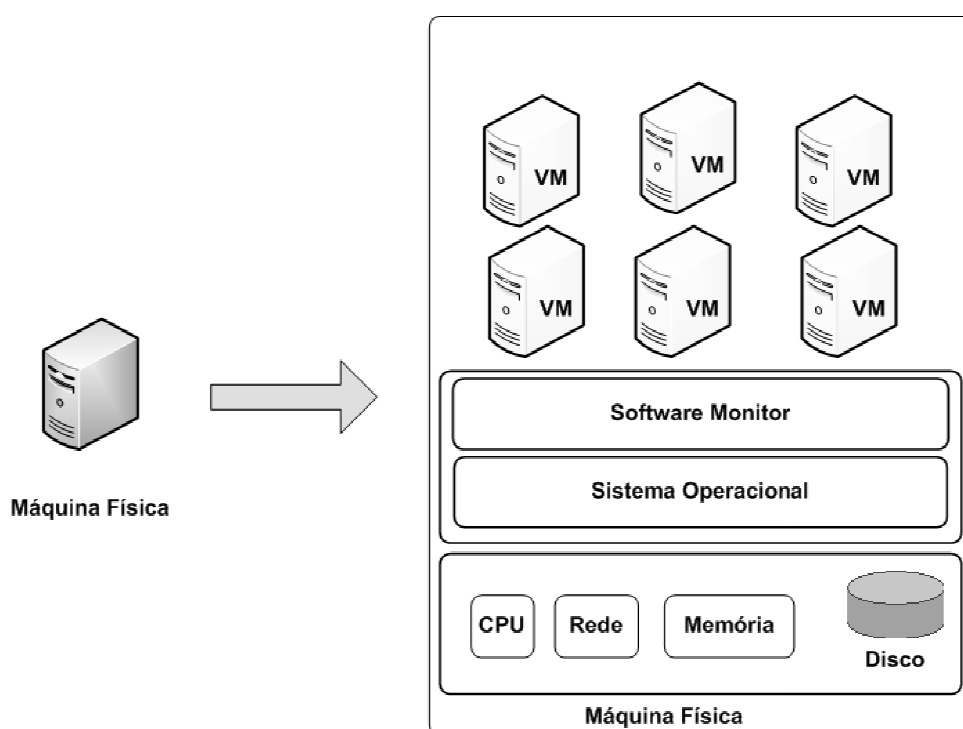 VM
VM
VM
VM
VM
VM
Software Monitor
Sistema Operacional
Máquina Física
CPU
Rede
Memória
Disco
Máquina Física